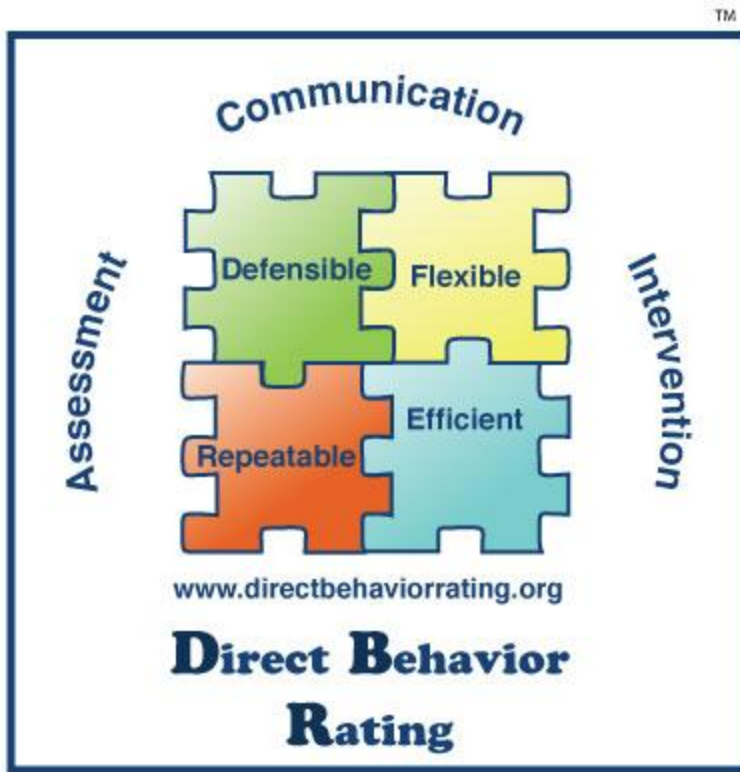 TM
Communication
Assessment
Intervention
Defensible
Flexible
Repeatable
Efficient
www.directbehaviorrating.org
Direct Behavior
Rating